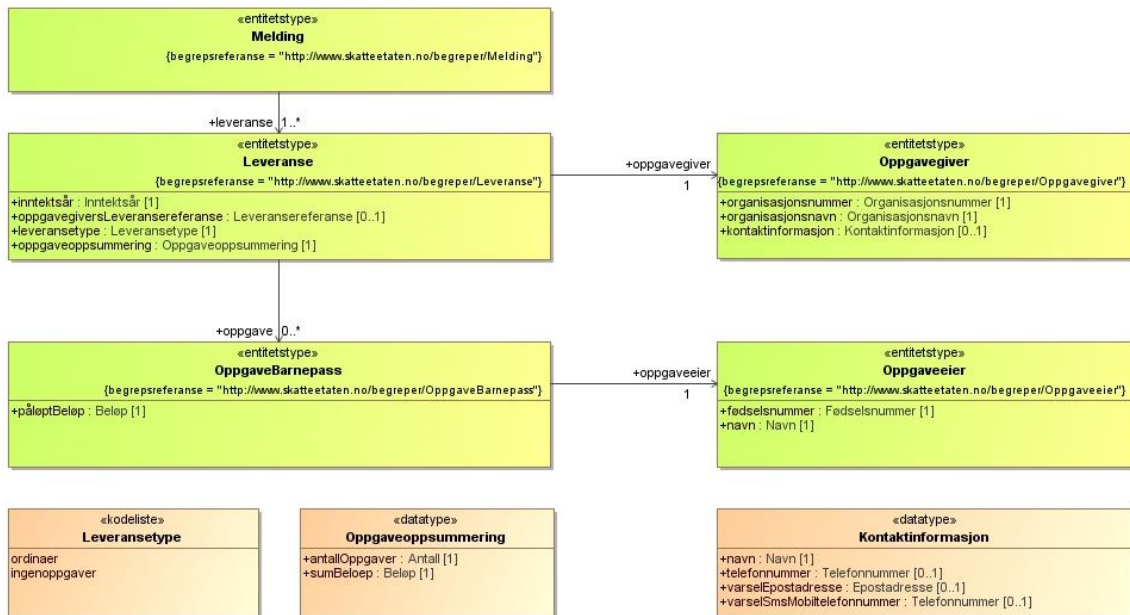 «entitetstype»
Melding
{begrepsreferanse = "http://www.skatteetaten.no/begreper/Melding"}
+leveranse 1..*
«entitetstype»
Leveranse
{begrepsreferanse = "http://www.skatteetaten.no/begreper/Leveranse"}
+inntektsår : Inntektsår [1]
+oppgavegiversLeveransereferanse : Leveransereferanse [0..1]
+leveransetype : Leveransetype [1]
+oppgaveoppsummering : Oppgaveoppsummering [1]
+oppgavegiver
1
«entitetstype»
Oppgavegiver
{begrepsreferanse = "http://www.skatteetaten.no/begreper/Oppgavegiver"}
+organisasjonsnummer : Organisasjonsnummer [1]
+organisasjonsnavn : Organisasjonsnavn [1]
+kontaktinformasjon : Kontaktinformasjon [0..1]
+oppgave 0..*
«entitetstype»
OppgaveBarnepass
{begrepsreferanse = "http://www.skatteetaten.no/begreper/OppgaveBarnepass"}
+påløptBeløp : Beløp [1]
+oppgaveeier
1
«entitetstype»
Oppgaveeier
{begrepsreferanse = "http://www.skatteetaten.no/begreper/Oppgaveeier"}
+fødselsnummer : Fødselsnummer [1]
+navn : Navn [1]
«kodeliste»
Leveransetype
ordinaer
ingenoppgaver
«datatype»
Oppgaveoppsummering
+antallOppgaver : Antall [1]
+sumBeloep : Beløp [1]
«datatype»
Kontaktinformasjon
+navn : Navn [1]
+telefonnummer : Telefonnummer [0..1]
+varselEpostadresse : Epostadresse [0..1]
+varselSmsMobiltelefonnummer : Telefonnummer [0..1]